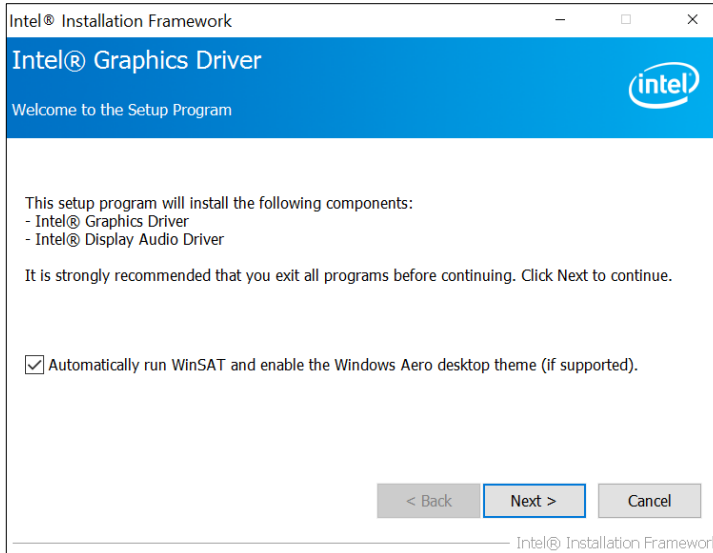 Intel® Installation Framework
Intel® Graphics Driver
intel
Welcome to the Setup Program
This setup program will install the following components:
- Intel® Graphics Driver
- Intel® Display Audio Driver
It is strongly recommended that you exit all programs before continuing. Click Next to continue.
Automatically run WinSAT and enable the Windows Aero desktop theme (if supported).
< Back Next > Cancel
Intel® Installation Framework